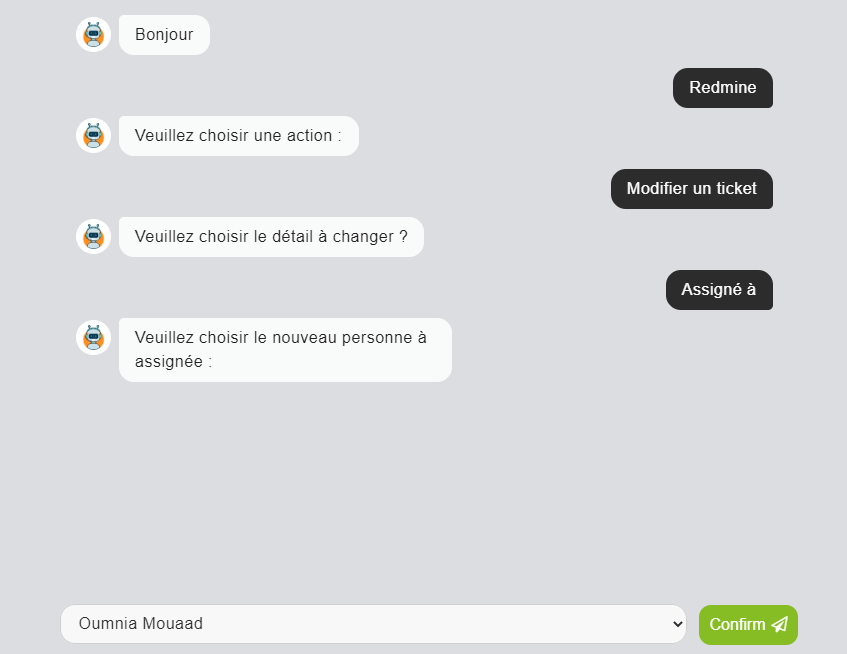 Bonjour
Redmine
Veuillez choisir une action :
Modifier un ticket
Veuillez choisir le détail à changer ?
Assigné à
Veuillez choisir le nouveau personne à
assignée :
Oumnia Mouaad
Confirm